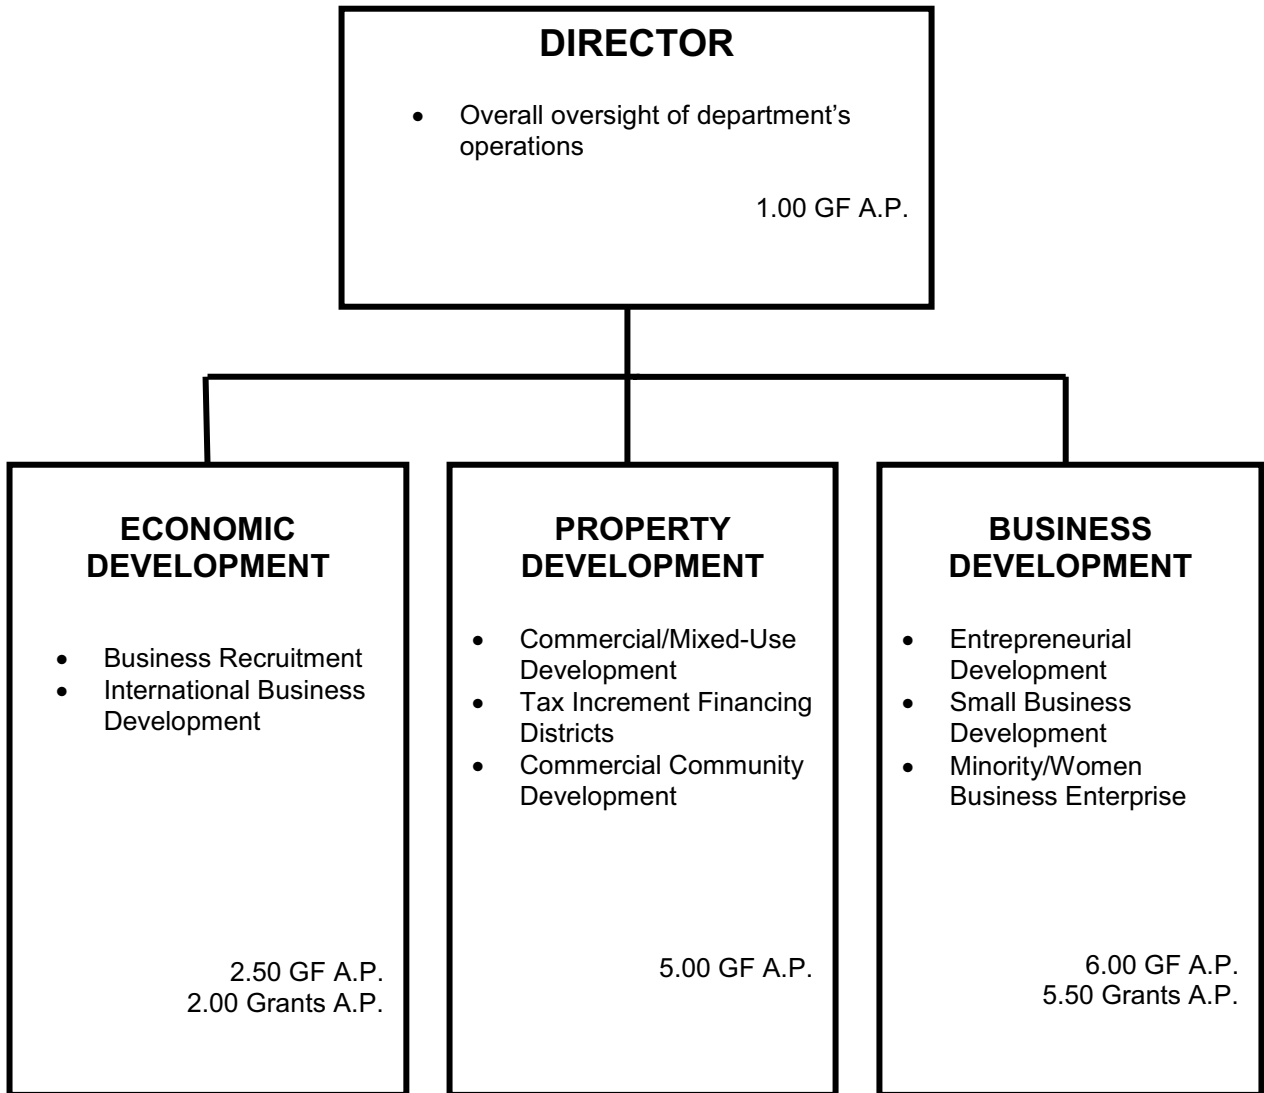 DIRECTOR
• Overall oversight of department’s
operations
1.00 GF A.P.
ECONOMIC
DEVELOPMENT
• Business Recruitment
• International Business
Development
2.50 GF A.P.
2.00 Grants A.P.
PROPERTY
DEVELOPMENT
• Commercial/Mixed-Use
Development
• Tax Increment Financing
Districts
• Commercial Community
Development
5.00 GF A.P.
BUSINESS
DEVELOPMENT
• Entrepreneurial
Development
• Small Business
Development
• Minority/Women
Business Enterprise
6.00 GF A.P.
5.50 Grants A.P.